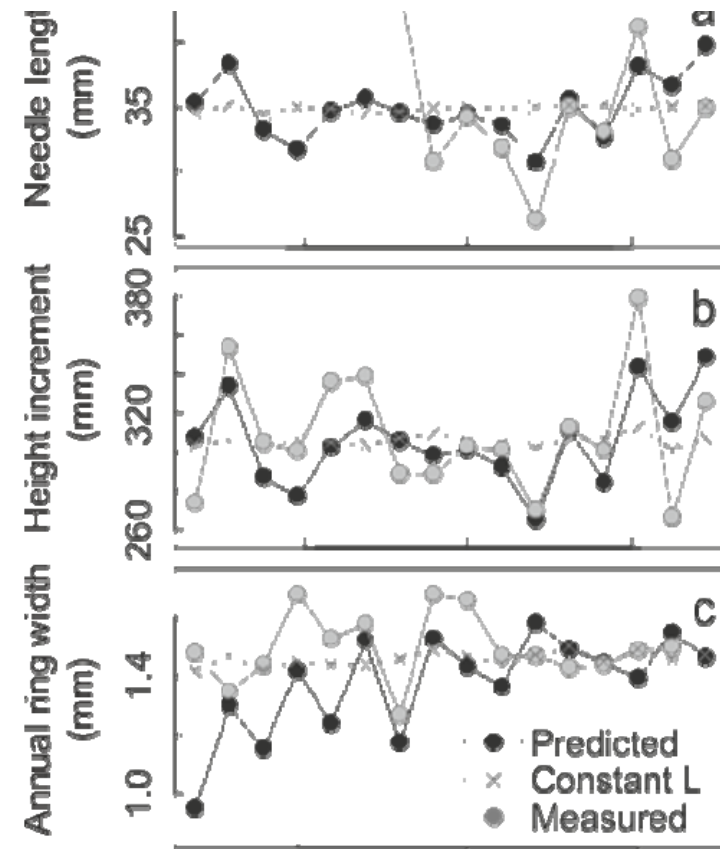 Needle lengt
(mm)
35
25
a
Height increment
(mm)
380
320
260
b
Annual ring width
(mm)
1.4
1.0
c
Predicted
Constant L
Measured